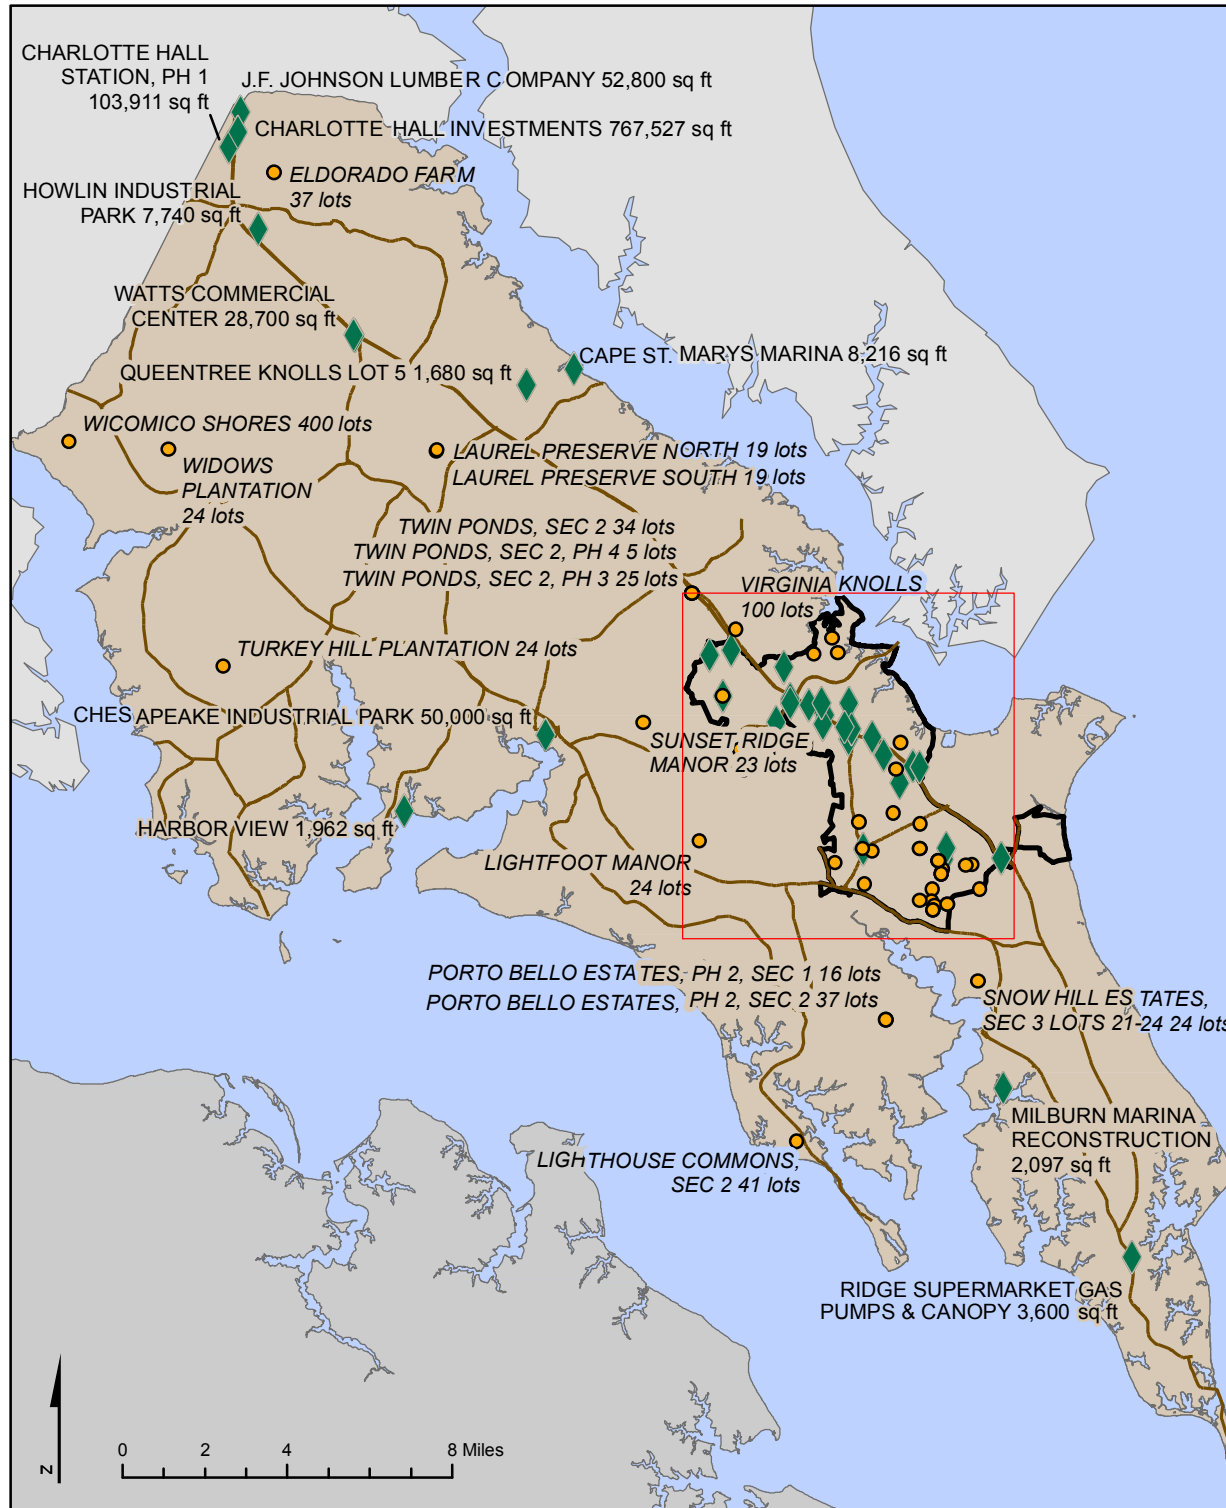 CHARLOTTE HALL
STATION, PH 1
103,911 sq ft
J.F. JOHNSON LUMBER COMPANY 52,800 sq ft
CHARLOTTE HALL INVESTMENTS 767,527 sq ft
ELDORADO FARM
37 lots
HOWLIN INDUSTRIAL
PARK 7,740 sq ft
WATTS COMMERCIAL
CENTER 28,700 sq ft
CAPE ST. MARYS MARINA 8,216 sq ft
QUEENTREE KNOLLS LOT 5 1,680 sq ft
WICOMICO SHORES 400 lots
WIDOWS
PLANTATION
24 lots
LAUREL PRESERVE NORTH 19 lots
LAUREL PRESERVE SOUTH 19 lots
TWIN PONDS, SEC 2 34 lots
TWIN PONDS, SEC 2, PH 4 5 lots
TWIN PONDS, SEC 2, PH 3 25 lots
VIRGINIA KNOLLS
100 lots
TURKEY HILL PLANTATION 24 lots
CHESAPEAKE INDUSTRIAL PARK 50,000 sq ft
SUNSET RIDGE
MANOR 23 lots
HARBOR VIEW 1,962 sq ft
LIGHTFOOT MANOR
24 lots
PORTO BELLO ESTATES, PH 2, SEC 1 16 lots
PORTO BELLO ESTATES, PH 2, SEC 2 37 lots
SNOW HILL ESTATES,
SEC 3 LOTS 21-24 24 lots
MILBURN MARINA
RECONSTRUCTION
2,097 sq ft
LIGHTHOUSE COMMONS,
SEC 2 41 lots
RIDGE SUPERMARKET GAS
PUMPS & CANOPY 3,600 sq ft
N
0 2 4 8 Miles